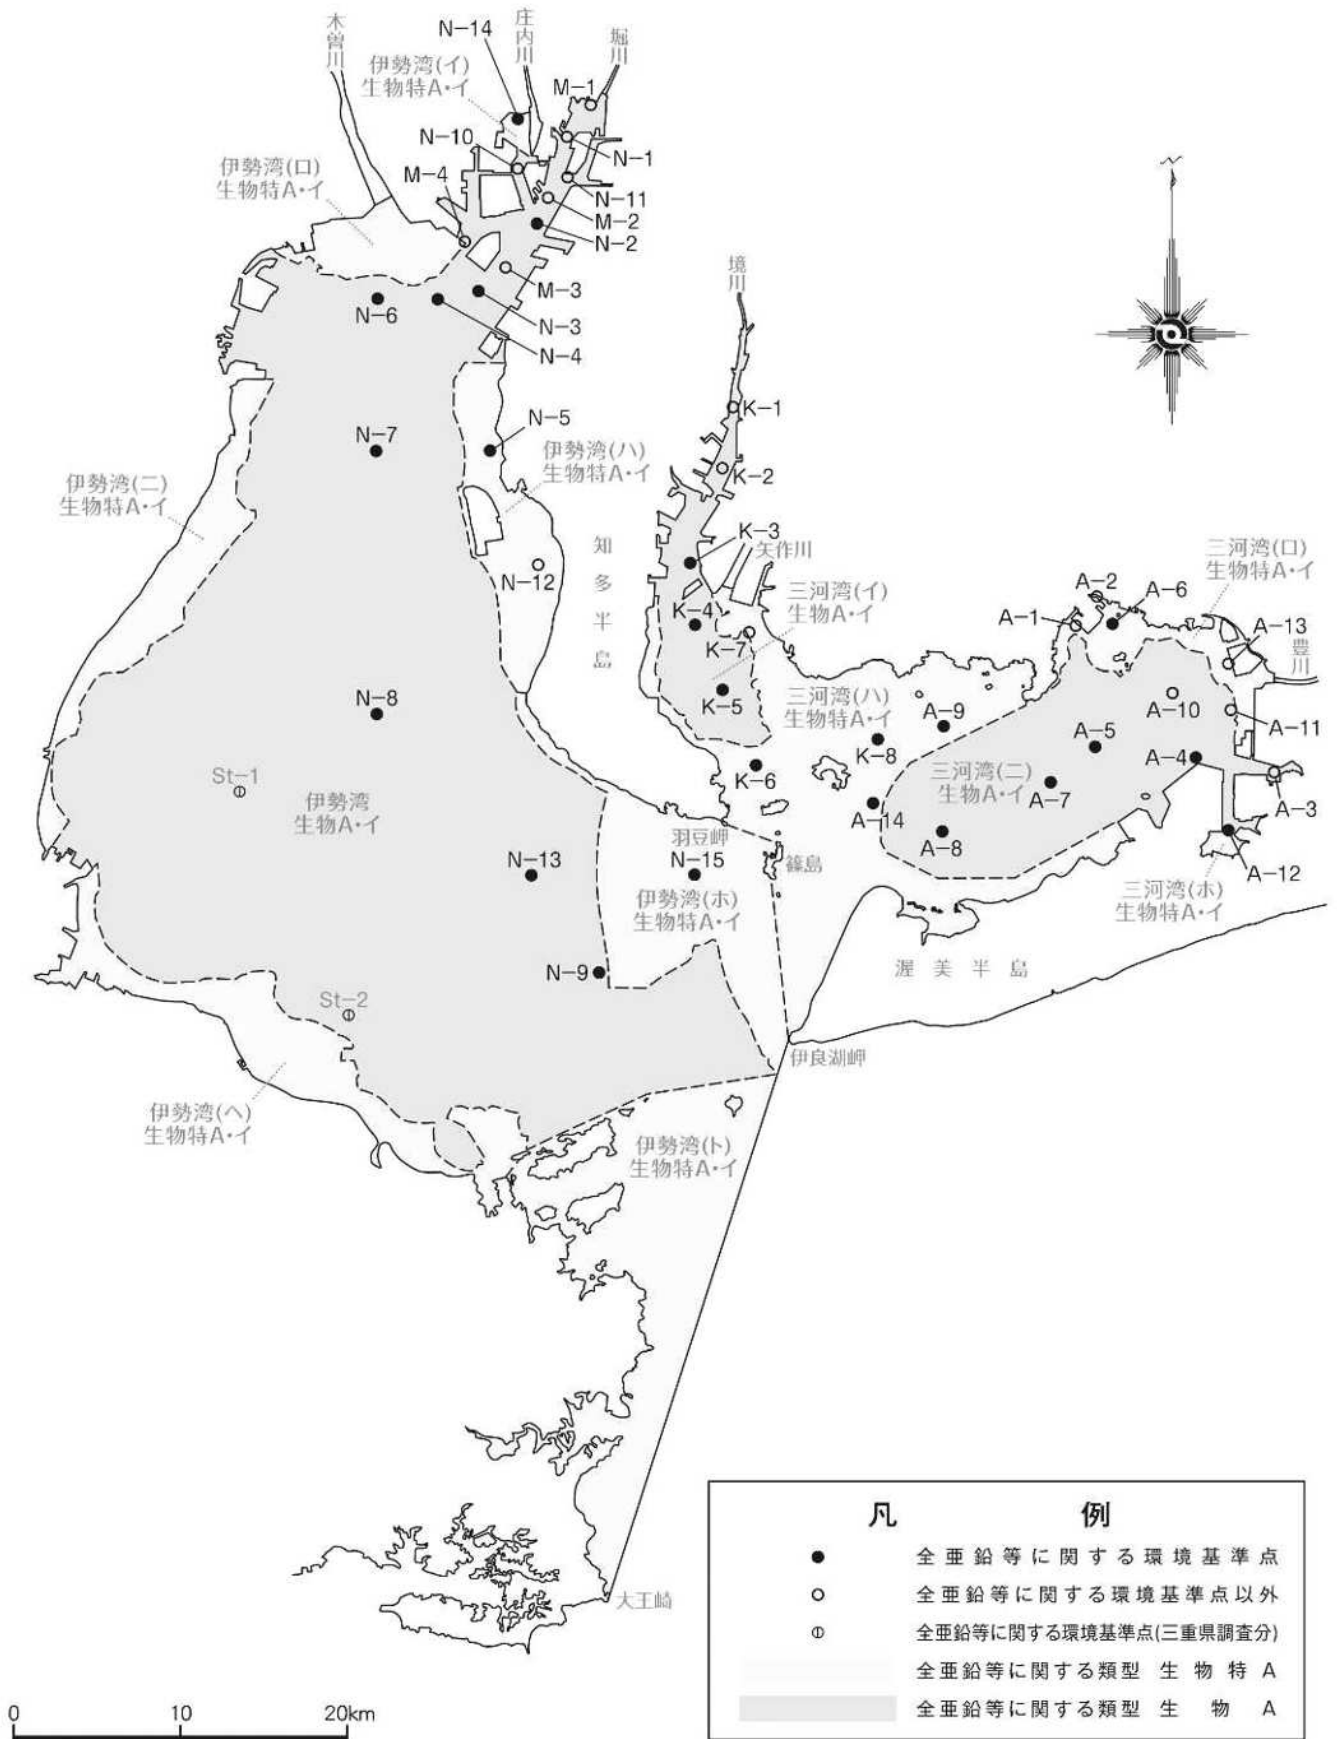 木曽川
N-14
庄内川
堀川
伊勢湾(イ)
生物特A・イ
M-1
N-10
N-1
伊勢湾(ロ)
生物特A・イ
M-4
N-11
M-2
N-2
M-3
N-6
N-3
N-4
境川
K-1
N-7
N-5
伊勢湾(ハ)
生物特A・イ
K-2
伊勢湾(ニ)
生物特A・イ
知多半島
K-3
矢作川
N-12
三河湾(イ)
生物A・イ
三河湾(ロ)
生物特A・イ
A-2
A-6
A-1
A-13
豊川
K-4
K-7
K-5
三河湾(ハ)
生物特A・イ
N-8
A-9
A-10
A-11
K-8
A-5
A-4
K-6
St-1
三河湾(ニ)
生物A・イ
A-7
伊勢湾
生物A・イ
A-14
A-3
羽豆岬
A-8
N-13
N-15
篠島
A-12
伊勢湾(ホ)
生物特A・イ
三河湾(ホ)
生物特A・イ
N-9
渥美半島
St-2
伊良湖岬
伊勢湾(ヘ)
生物特A・イ
伊勢湾(ト)
生物特A・イ
大王崎
凡例
全亜鉛等に関する環境基準点
全亜鉛等に関する環境基準点以外
全亜鉛等に関する環境基準点(三重県調査分)
全亜鉛等に関する類型 生物特A
全亜鉛等に関する類型 生物A
0 10 20km